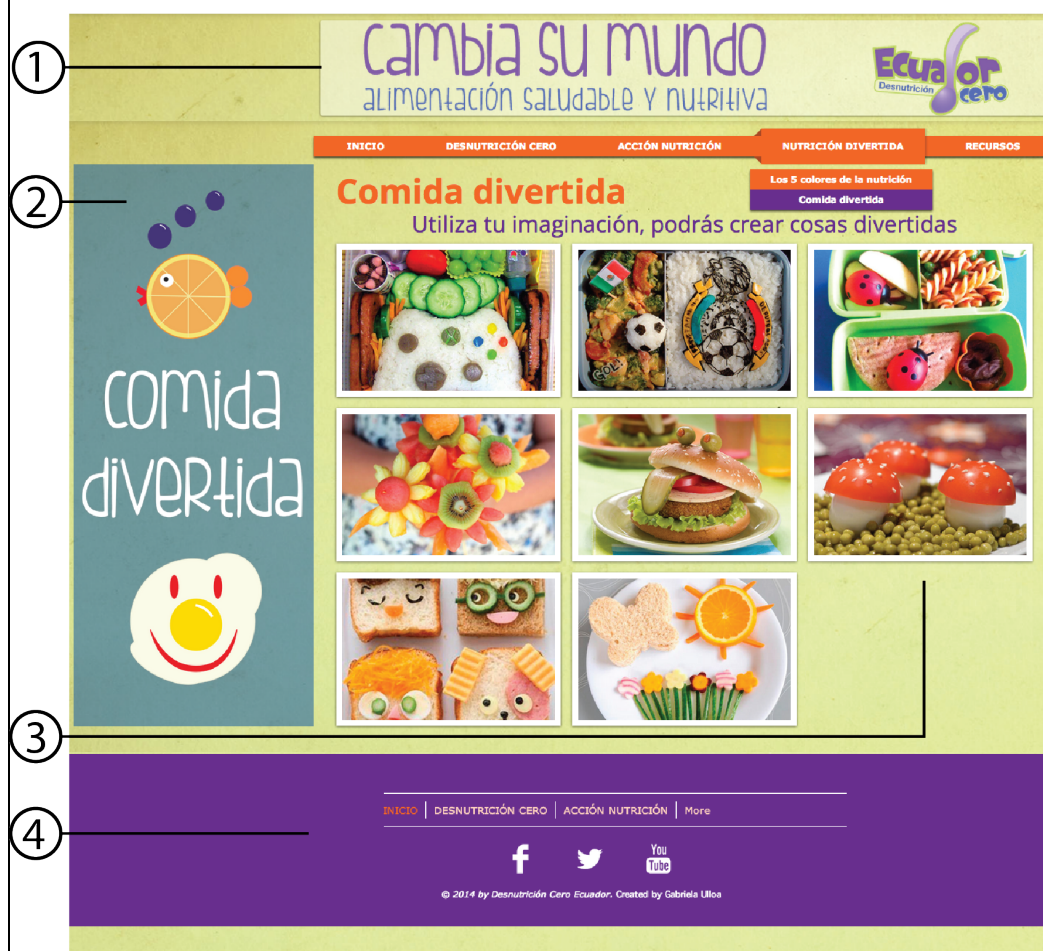 1
cambia su mundo
alimentación saludable y nutritiva
Ecuador
Desnutrición
cero
INICIO
DESNUTRICIÓN CERO
ACCIÓN NUTRICIÓN
NUTRICIÓN DIVERTIDA
RECURSOS
Los 5 colores de la nutrición
Comida divertida
2
comida
divertida
Comida divertida
Utiliza tu imaginación, podrás crear cosas divertidas
GOL!
3
4
INICIO
DESNUTRICIÓN CERO
ACCIÓN NUTRICIÓN
More
You
Tube
© 2014 by Desnutrición Cero Ecuador. Created by Gabriela Ulloa